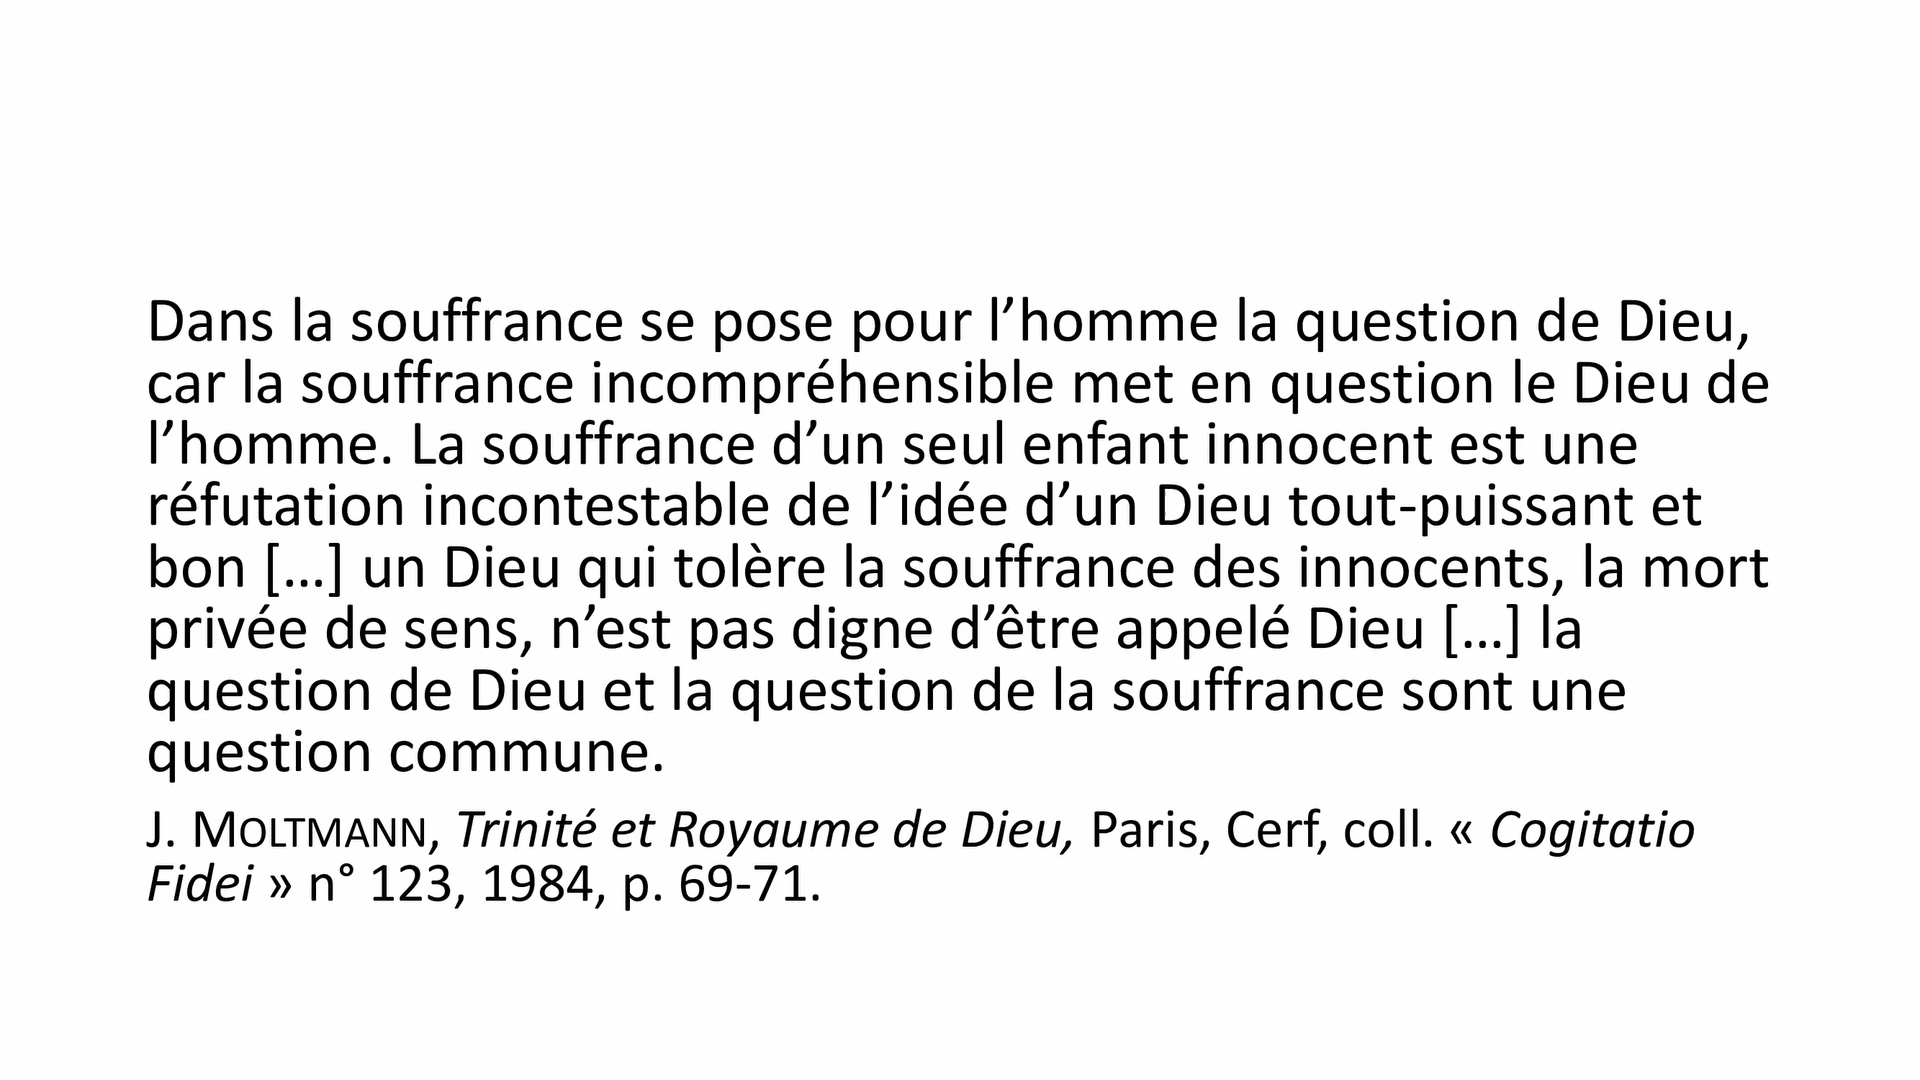 Dans la souffrance se pose pour l’homme la question de Dieu,
car la souffrance incompréhensible met en question le Dieu de
l’homme. La souffrance d’un seul enfant innocent est une
réfutation incontestable de l’idée d’un Dieu tout-puissant et
bon […] un Dieu qui tolère la souffrance des innocents, la mort
privée de sens, n’est pas digne d’être appelé Dieu […] la
question de Dieu et la question de la souffrance sont une
question commune.
J. MOLTMANN, Trinité et Royaume de Dieu, Paris, Cerf, coll. « Cogitatio
Fidei » n° 123, 1984, p. 69-71.